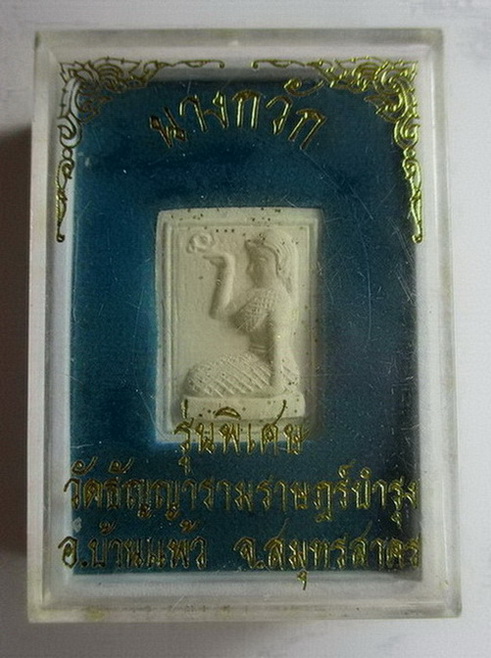 นางกวัก
รุ่นพิเศษ
วัดธัญญารามราษฎร์บำรุง
อ.บ้านแพ้ว จ.สมุทรสาคร